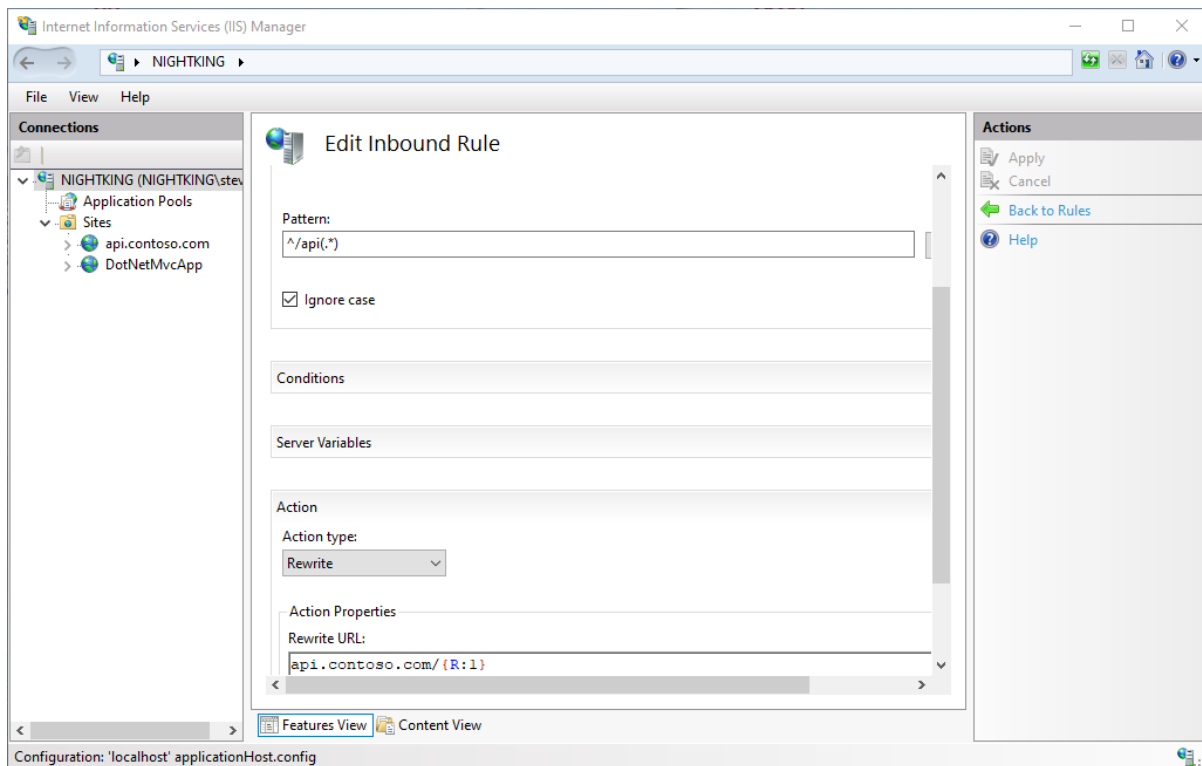 Internet Information Services (IIS) Manager
NIGHTKING
File View Help
Connections
NIGHTKING (NIGHTKING\stev
Application Pools
Sites
api.contoso.com
DotNetMvcApp
Edit Inbound Rule
Pattern:
^/api(.*)
Ignore case
Conditions
Server Variables
Action
Action type:
Rewrite
Action Properties
Rewrite URL:
api.contoso.com/{R:1}
Features View Content View
Actions
Apply
Cancel
Back to Rules
Help
Configuration: 'localhost' applicationHost.config